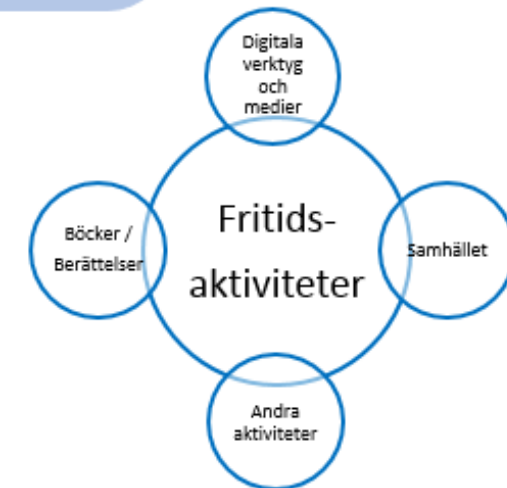 Digitala
verktyg
och
medier
Fritids-
aktiviteter
Böcker /
Berättelser
Samhället
Andra
aktiviteter